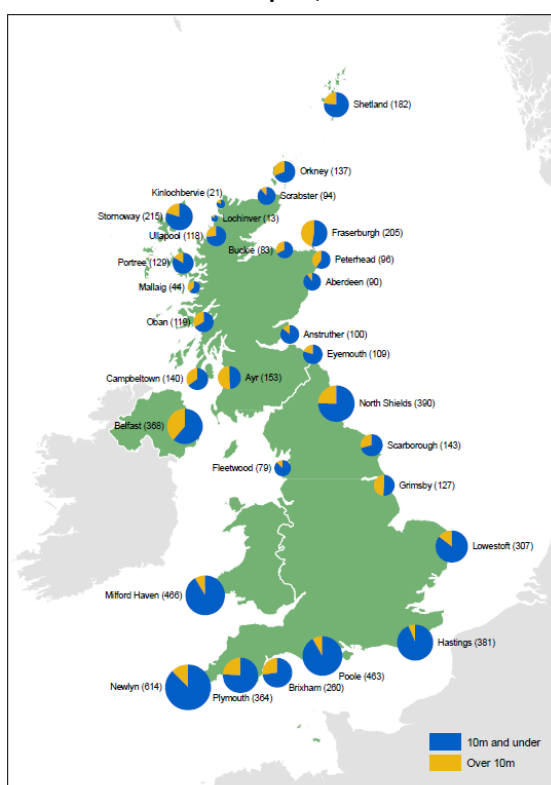 Shetland (182)
Orkney (137)
Kinlochbervie (21)
Scrabster (94)
Stornoway (215)
Lochinver (13)
Ullapool (118)
Fraserburgh (205)
Buckie (83)
Portree (129)
Peterhead (96)
Aberdeen (90)
Mallaig (44)
Oban (119)
Anstruther (100)
Eyemouth (109)
Campbeltown (140)
Ayr (153)
North Shields (390)
Belfast (368)
Scarborough (143)
Fleetwood (79)
Grimsby (127)
Lowestoft (307)
Milford Haven (466)
Hastings (381)
Poole (463)
Newlyn (614)
Brixham (260)
Plymouth (364)
10m and under
Over 10m